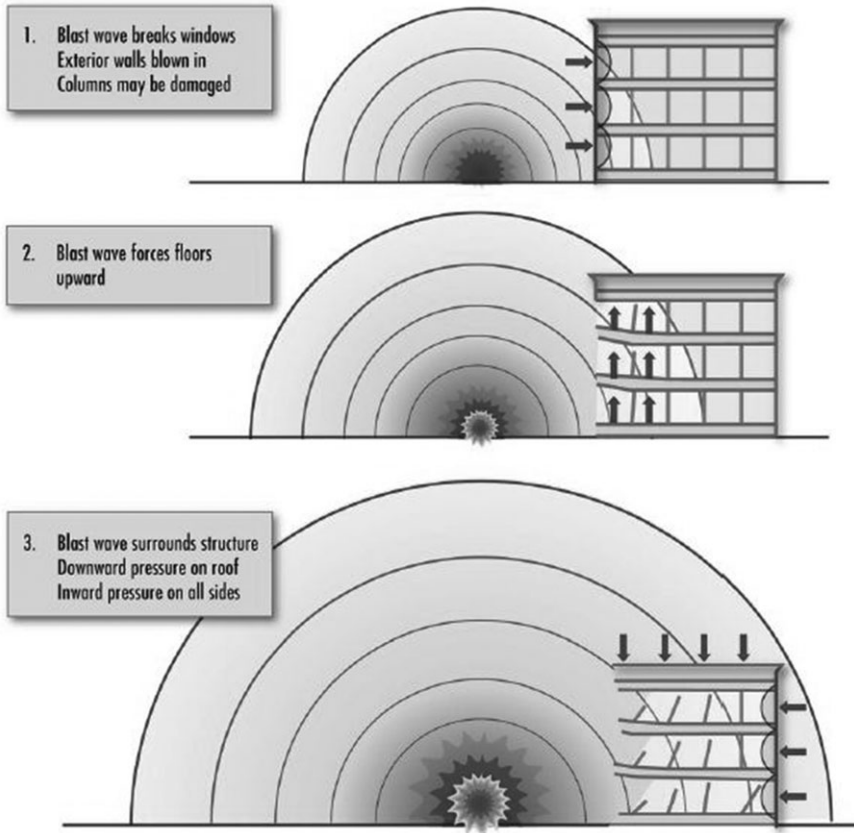 1. Blast wave breaks windows
Exterior walls blown in
Columns may be damaged
2. Blast wave forces floors
upward
3. Blast wave surrounds structure
Downward pressure on roof
Inward pressure on all sides